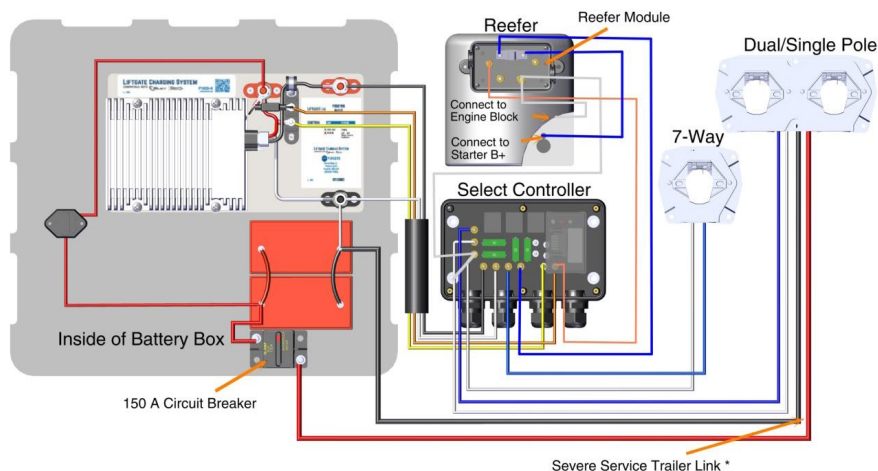 Reefer
Reefer Module
Dual/Single Pole
LIFTGATE CHARGING SYSTEM
Connect to
Engine Block
Connect to
Starter B+
7-Way
Select Controller
Inside of Battery Box
150 A Circuit Breaker
Severe Service Trailer Link *